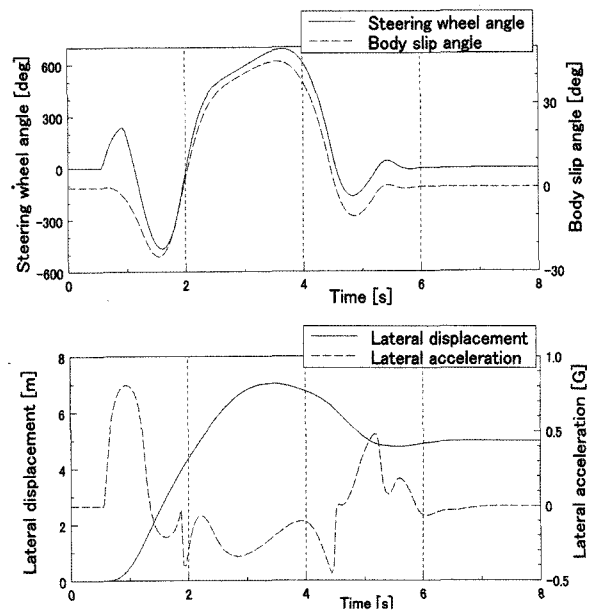 Steering wheel angle
Body slip angle
Steering wheel angle [deg]
600
300
0
-300
-600
Body slip angle [deg]
30
0
-30
0
2
4
6
8
Time [s]
Lateral displacement
Lateral acceleration
Lateral displacement [m]
8
6
4
2
0
Lateral acceleration [G]
1.0
0.5
0
-0.5
0
2
4
6
8
Time [s]